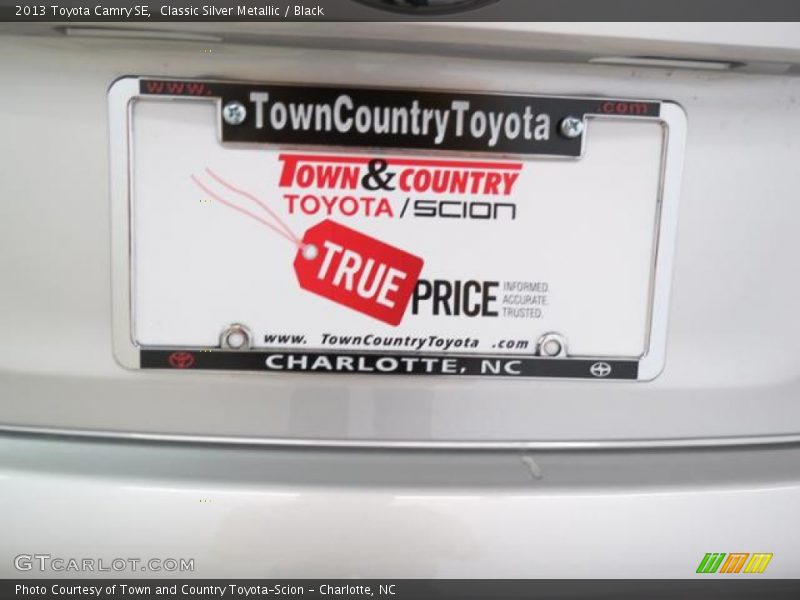 2013 Toyota Camry SE, Classic Silver Metallic / Black
www. .com
TownCountryToyota
TOWN & COUNTRY
TOYOTA / SCION
TRUE PRICE
INFORMED.
ACCURATE.
TRUSTED.
www. TownCountryToyota .com
CHARLOTTE, NC
GTCARLOT.COM
Photo Courtesy of Town and Country Toyota-Scion - Charlotte, NC